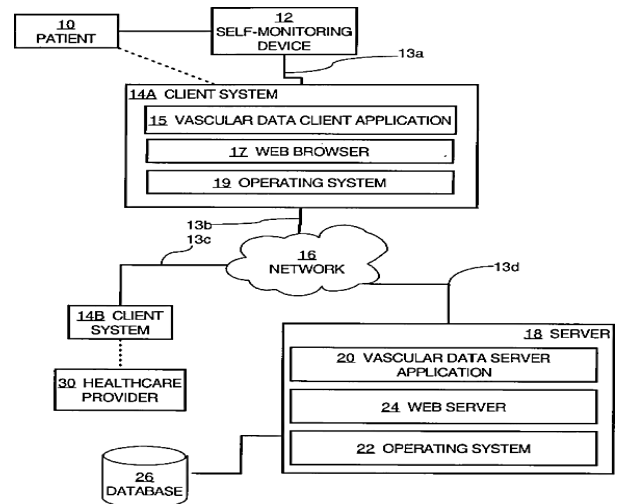 10
PATIENT
12
SELF-MONITORING
DEVICE
13a
14A CLIENT SYSTEM
15 VASCULAR DATA CLIENT APPLICATION
17 WEB BROWSER
19 OPERATING SYSTEM
13b
13c
16
NETWORK
13d
14B CLIENT
SYSTEM
30 HEALTHCARE
PROVIDER
18 SERVER
20 VASCULAR DATA SERVER
APPLICATION
24 WEB SERVER
22 OPERATING SYSTEM
26
DATABASE